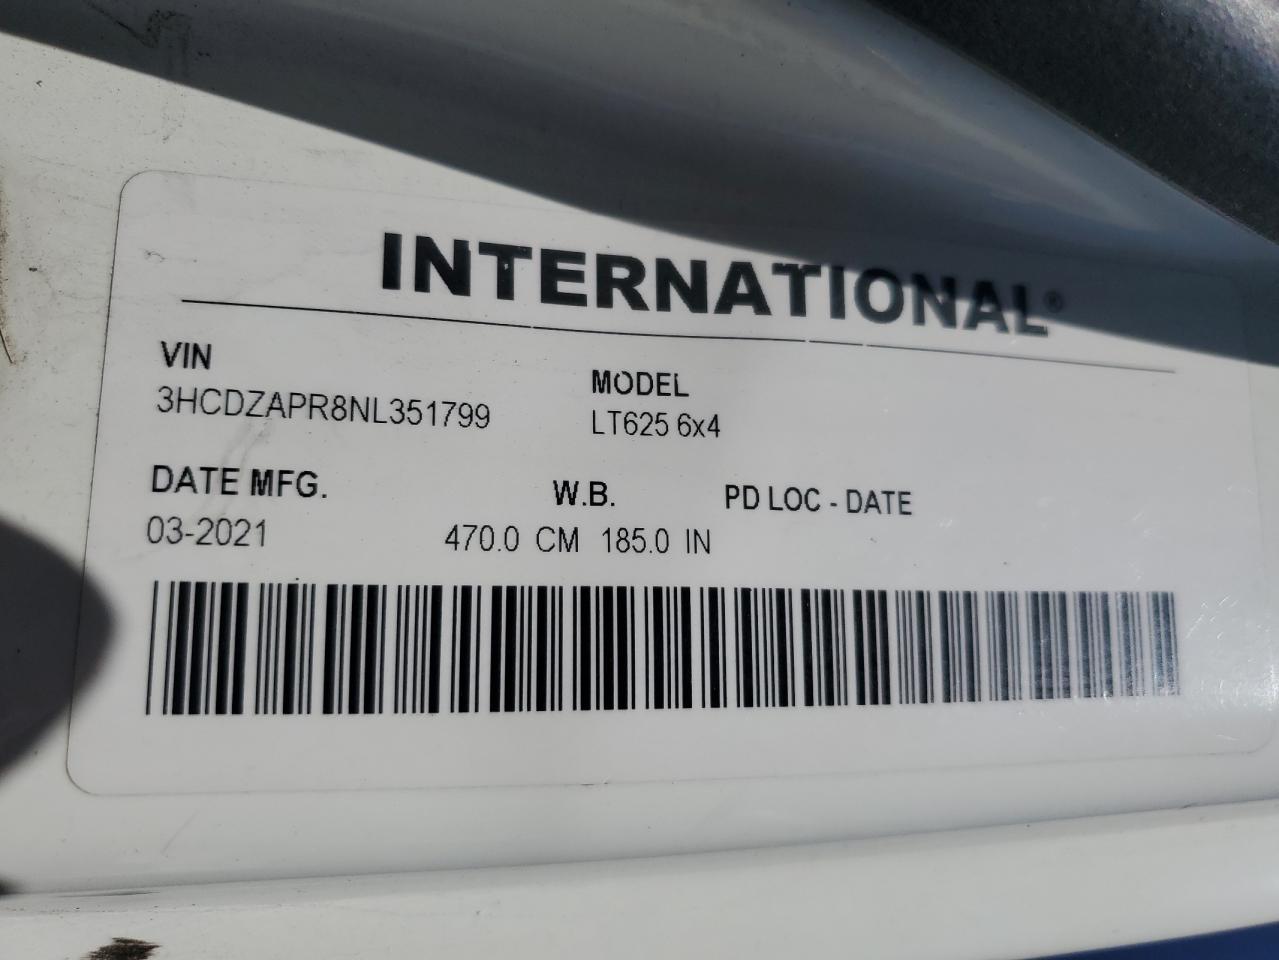 INTERNATIONAL®
VIN
3HCDZAPR8NL351799
MODEL
LT625 6x4
DATE MFG.
03-2021
W.B.
470.0 CM 185.0 IN
PD LOC - DATE